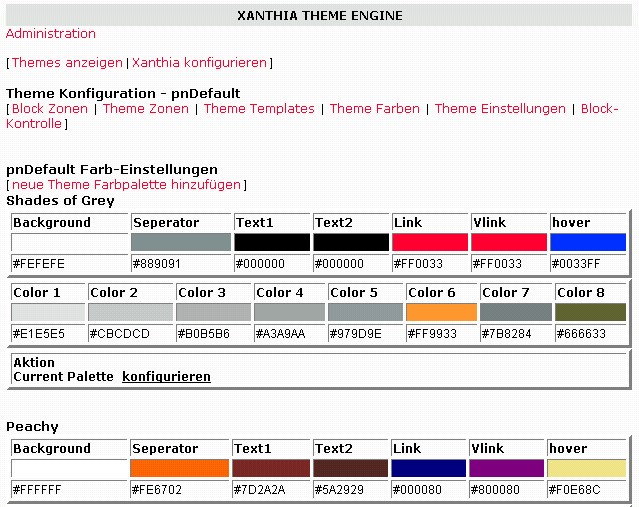 XANTHIA THEME ENGINE
Administration
[ Themes anzeigen | Xanthia konfigurieren ]
Theme Konfiguration - pnDefault
[ Block Zonen | Theme Zonen | Theme Templates | Theme Farben | Theme Einstellungen | Block-
Kontrolle ]
pnDefault Farb-Einstellungen
[ neue Theme Farbpalette hinzufügen ]
Shades of Grey
Background Seperator Text1 Text2 Link Vlink hover
#FEFEFE #889091 #000000 #000000 #FF0033 #FF0033 #0033FF
Color 1 Color 2 Color 3 Color 4 Color 5 Color 6 Color 7 Color 8
#E1E5E5 #CBCDCD #B0B5B6 #A3A9AA #979D9E #FF9933 #7B8284 #666633
Aktion
Current Palette konfigurieren
Peachy
Background Seperator Text1 Text2 Link Vlink hover
#FFFFFF #FE6702 #7D2A2A #5A2929 #000080 #800080 #F0E68C